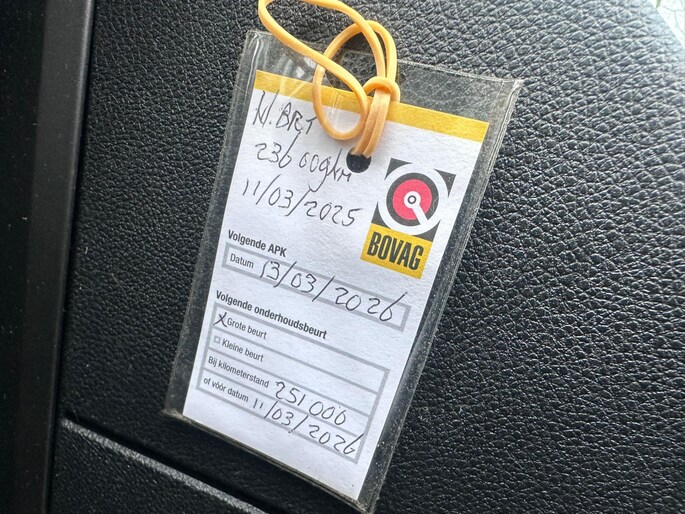 K.BRT
236 009KM
11/03/2025
BOVAG
Volgende APK
Datum 13/03/2026
Volgende onderhoudsbeurt
X Grote beurt
□ Kleine beurt
Bij kilometerstand 251 000
of vóór datum 11/03/2026